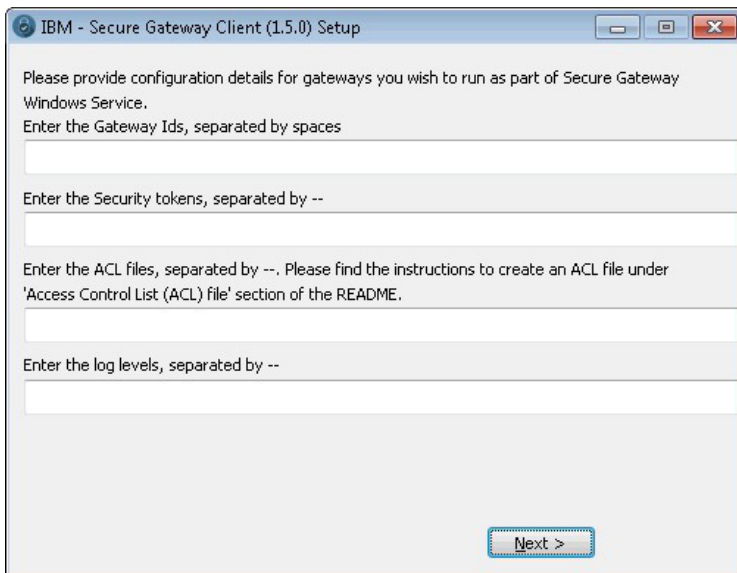 IBM - Secure Gateway Client (1.5.0) Setup
Please provide configuration details for gateways you wish to run as part of Secure Gateway
Windows Service.
Enter the Gateway Ids, separated by spaces
Enter the Security tokens, separated by --
Enter the ACL files, separated by --. Please find the instructions to create an ACL file under
'Access Control List (ACL) file' section of the README.
Enter the log levels, separated by --
Next >